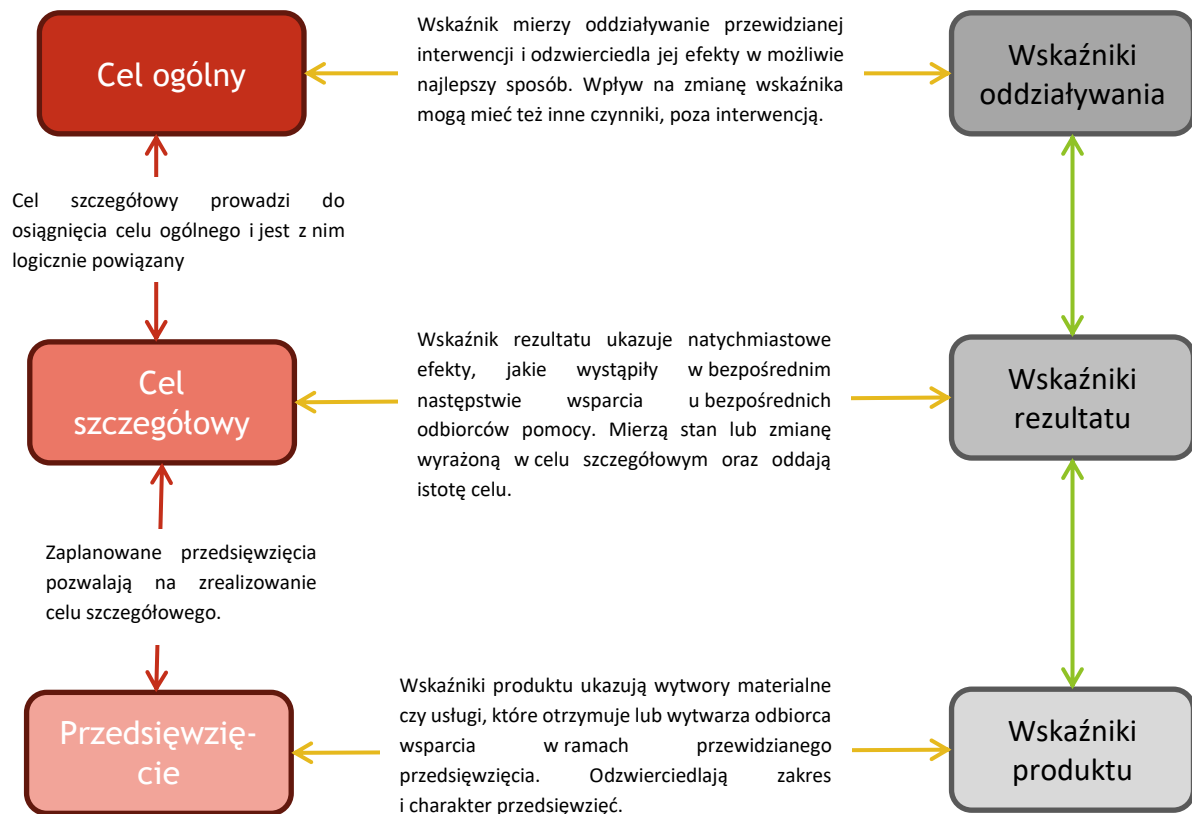 Cel ogólny
Wskaźnik mierzy oddziaływanie przewidzianej
interwencji i odzwierciedla jej efekty w możliwie
najlepszy sposób. Wpływ na zmianę wskaźnika
mogą mieć też inne czynniki, poza interwencją.
Wskaźniki
oddziaływania
Cel szczegółowy prowadzi do
osiągnięcia celu ogólnego i jest z nim
logicznie powiązany
Cel
szczegółowy
Wskaźnik rezultatu ukazuje natychmiastowe
efekty, jakie wystąpiły w bezpośrednim
następstwie wsparcia u bezpośrednich
odbiorców pomocy. Mierzą stan lub zmianę
wyrażoną w celu szczegółowym oraz oddają
istotę celu.
Wskaźniki
rezultatu
Zaplanowane przedsięwzięcia
pozwalają na zrealizowanie
celu szczegółowego.
Przedsięwzię-
cie
Wskaźniki produktu ukazują wytwory materialne
czy usługi, które otrzymuje lub wytwarza odbiorca
wsparcia w ramach przewidzianego
przedsięwzięcia. Odzwierciedlają zakres
i charakter przedsięwzięć.
Wskaźniki
produktu